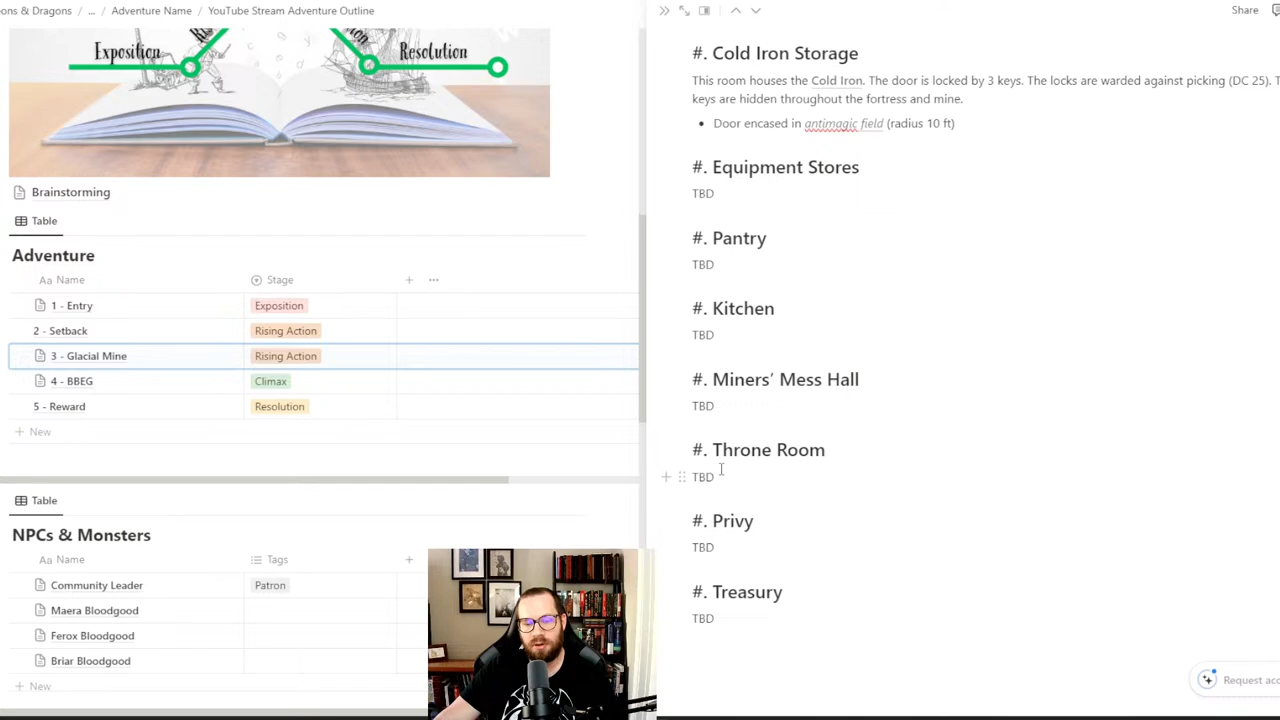 ons & Dragons / ... / Adventure Name / YouTube Stream Adventure Outline
Share
Exposition
Resolution
Brainstorming
Table
Adventure
Aa Name
Stage
1 - Entry
Exposition
2 - Setback
Rising Action
3 - Glacial Mine
Rising Action
4 - BBEG
Climax
5 - Reward
Resolution
+ New
Table
NPCs & Monsters
Aa Name
Tags
Community Leader
Patron
Maera Bloodgood
Ferox Bloodgood
Briar Bloodgood
+ New
#. Cold Iron Storage
This room houses the Cold Iron. The door is locked by 3 keys. The locks are warded against picking (DC 25). T
keys are hidden throughout the fortress and mine.
• Door encased in antimagic field (radius 10 ft)
#. Equipment Stores
TBD
#. Pantry
TBD
#. Kitchen
TBD
#. Miners’ Mess Hall
TBD
#. Throne Room
TBD
#. Privy
TBD
#. Treasury
TBD
Request acc